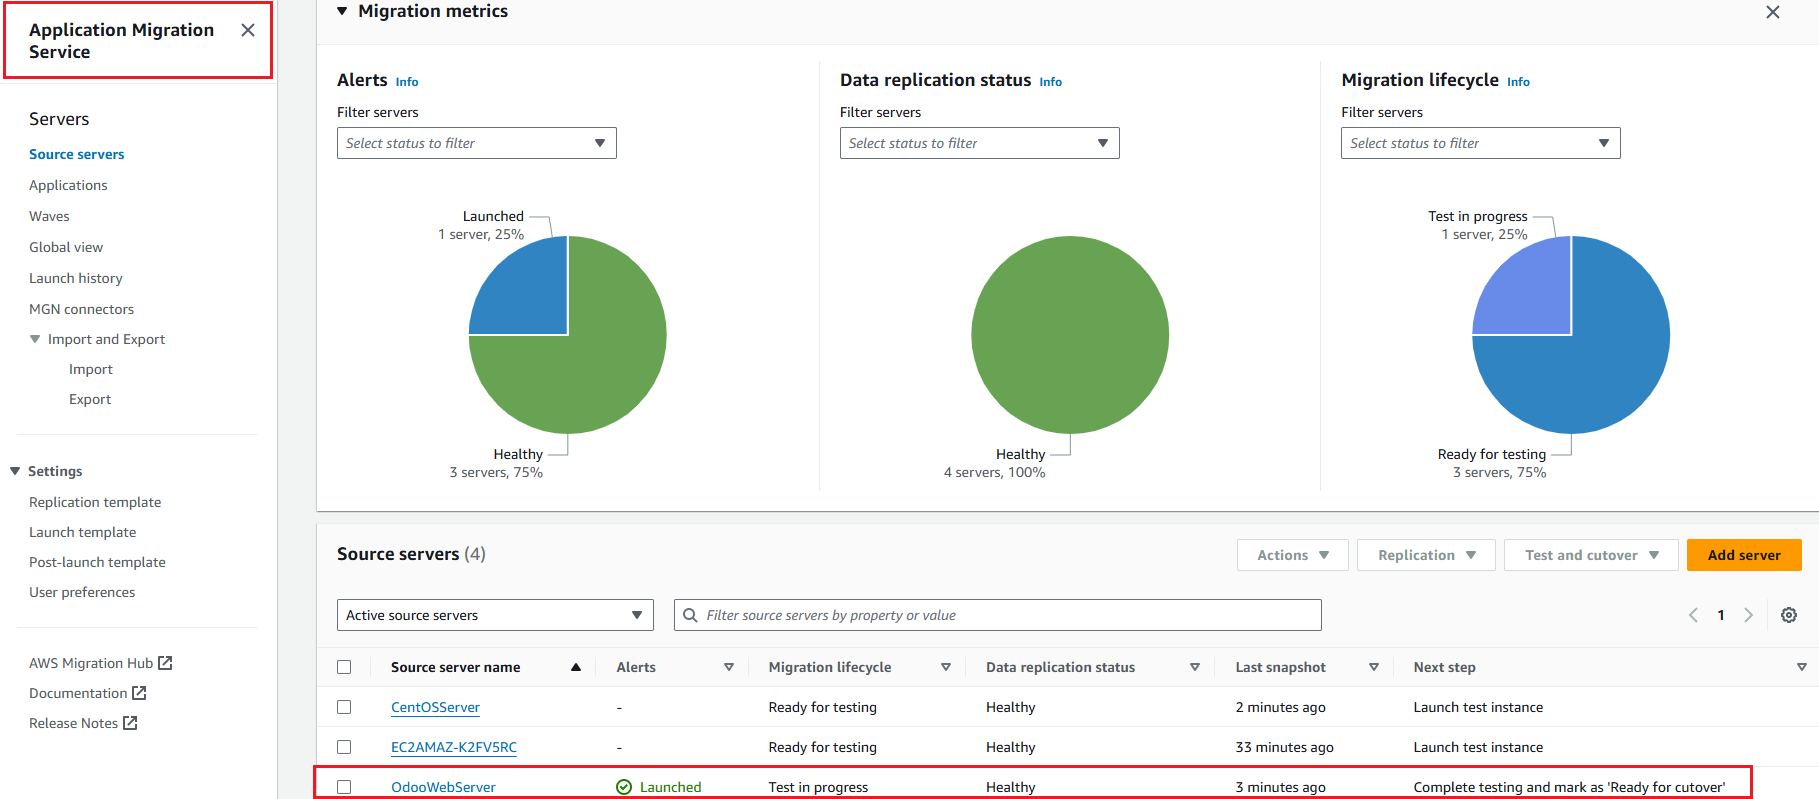 Application Migration
Service
Servers
Source servers
Applications
Waves
Global view
Launch history
MGN connectors
Import and Export
Import
Export
Settings
Replication template
Launch template
Post-launch template
User preferences
AWS Migration Hub
Documentation
Release Notes
Migration metrics
Alerts Info
Filter servers
Select status to filter
Launched
1 server, 25%
Healthy
3 servers, 75%
Data replication status Info
Filter servers
Select status to filter
Healthy
4 servers, 100%
Migration lifecycle Info
Filter servers
Select status to filter
Test in progress
1 server, 25%
Ready for testing
3 servers, 75%
Source servers (4)
Actions
Replication
Test and cutover
Add server
Active source servers
Filter source servers by property or value
1
Source server name Alerts Migration lifecycle Data replication status Last snapshot Next step
CentOSServer - Ready for testing Healthy 2 minutes ago Launch test instance
EC2AMAZ-K2FV5RC - Ready for testing Healthy 33 minutes ago Launch test instance
OdooWebServer Launched Test in progress Healthy 3 minutes ago Complete testing and mark as 'Ready for cutover'